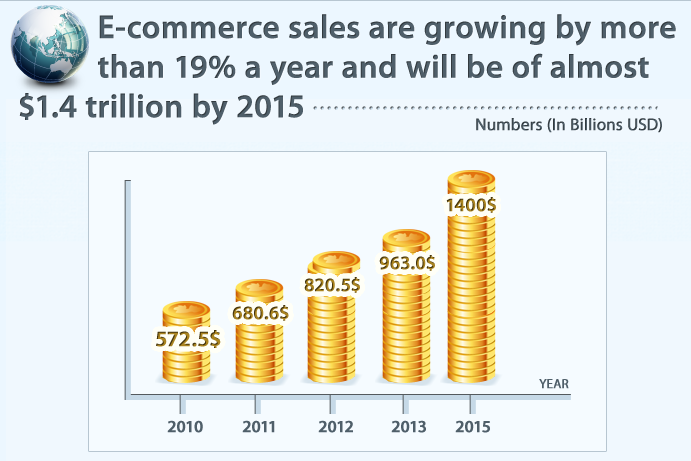 E-commerce sales are growing by more
than 19% a year and will be of almost
$1.4 trillion by 2015
Numbers (In Billions USD)
1400$
963.0$
820.5$
680.6$
572.5$
YEAR
2010 2011 2012 2013 2015